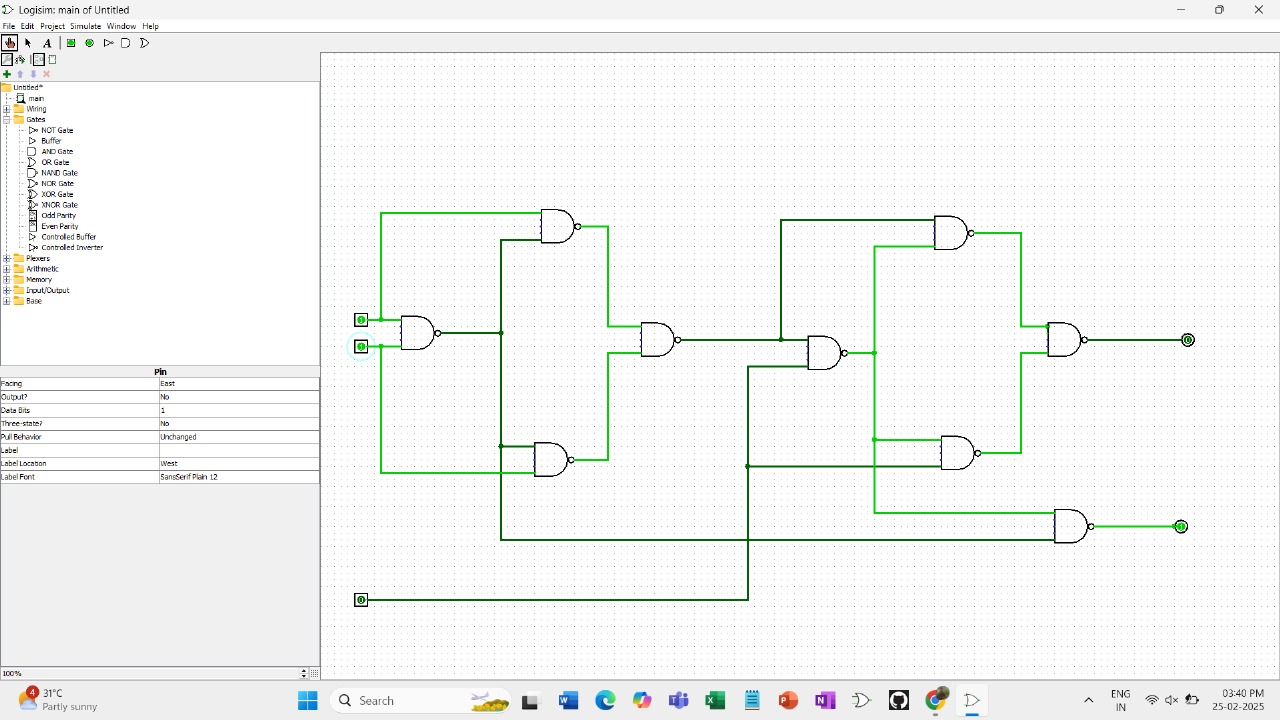 Logisim: main of Untitled
File Edit Project Simulate Window Help
A
Untitled*
main
Wiring
Gates
NOT Gate
Buffer
AND Gate
OR Gate
NAND Gate
NOR Gate
XOR Gate
XNOR Gate
Odd Parity
Even Parity
Controlled Buffer
Controlled Inverter
Plexers
Arithmetic
Memory
Input/Output
Base
Pin
Facing East
Output? No
Data Bits 1
Three-state? No
Pull Behavior Unchanged
Label
Label Location West
Label Font SansSerif Plain 12
100%
1
1
0
0
1
4
31°C
Partly sunny
Search
ENG
IN
03:40 PM
25-02-2025